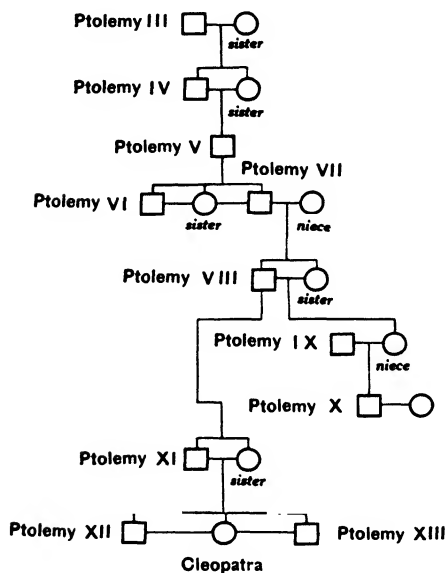 Ptolemy III
sister
Ptolemy IV
sister
Ptolemy V
Ptolemy VII
Ptolemy VI
sister
niece
Ptolemy VIII
sister
Ptolemy IX
niece
Ptolemy X
Ptolemy XI
sister
Ptolemy XII
Ptolemy XIII
Cleopatra